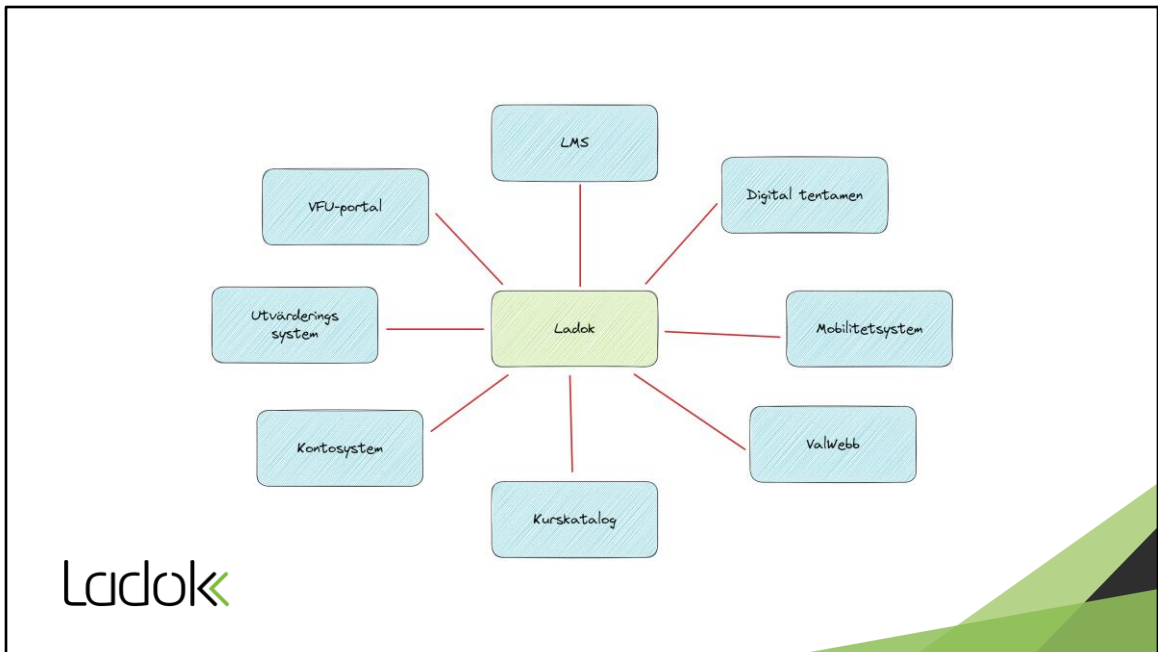 LMS
Digital tentamen
VFU-portal
Utvärderings
system
Ladok
Mobilitetsystem
Kontosystem
ValWebb
Kurskatalog
Ladok